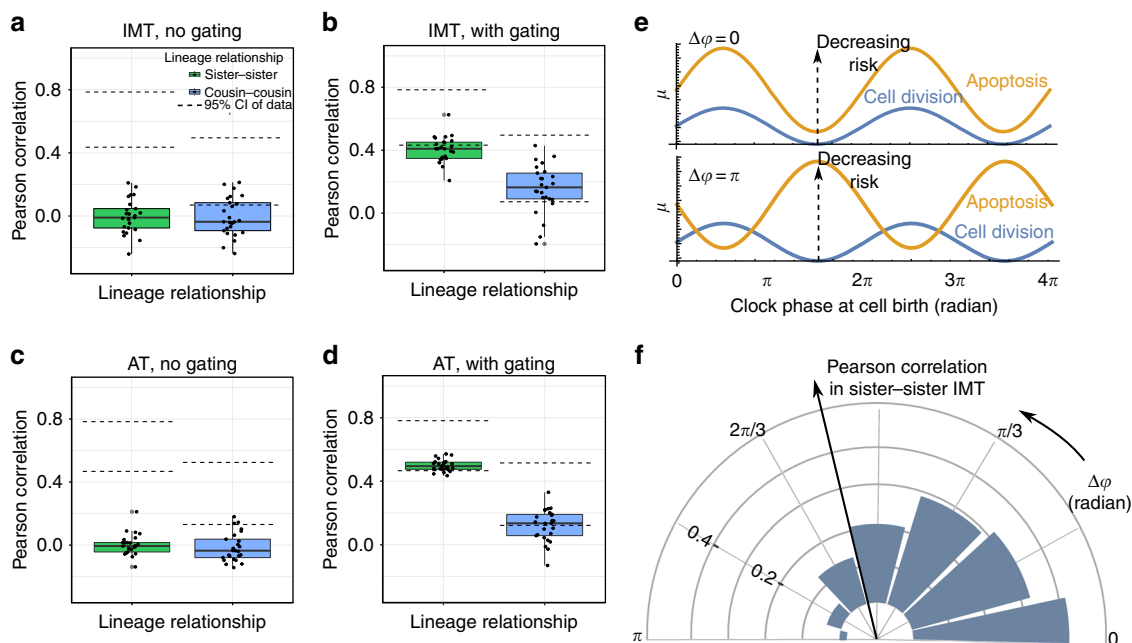 a
IMT, no gating
Pearson correlation
0.8
0.4
0.0
Lineage relationship
Sister–sister
Cousin–cousin
95% CI of data
Lineage relationship
b
IMT, with gating
Pearson correlation
0.8
0.4
0.0
Lineage relationship
c
AT, no gating
Pearson correlation
0.8
0.4
0.0
Lineage relationship
d
AT, with gating
Pearson correlation
0.8
0.4
0.0
Lineage relationship
e
Δφ = 0
Decreasing
risk
Apoptosis
Cell division
μ
Δφ = π
Decreasing
risk
Apoptosis
Cell division
μ
0
π
2π
3π
4π
Clock phase at cell birth (radian)
f
Pearson correlation
in sister–sister IMT
2π/3
π/3
Δφ
(radian)
0.4
0.2
π
0